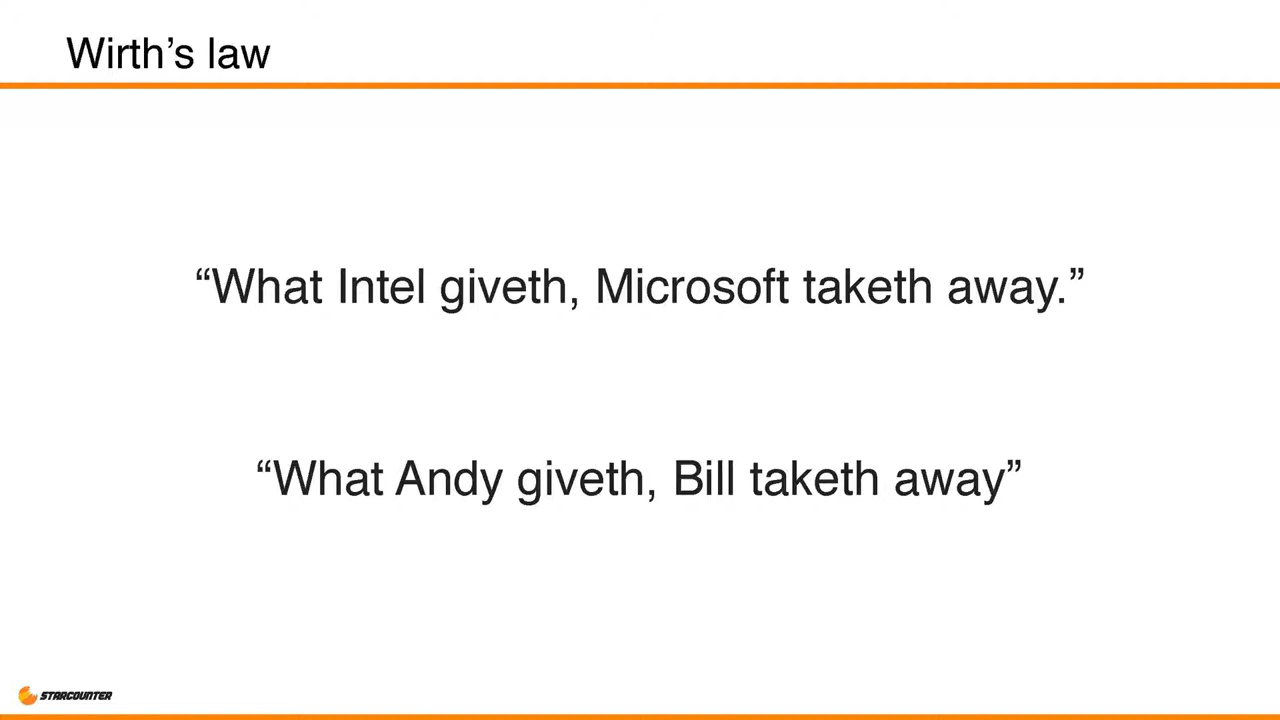 Wirth’s law
“What Intel giveth, Microsoft taketh away.”
“What Andy giveth, Bill taketh away”
STARCOUNTER